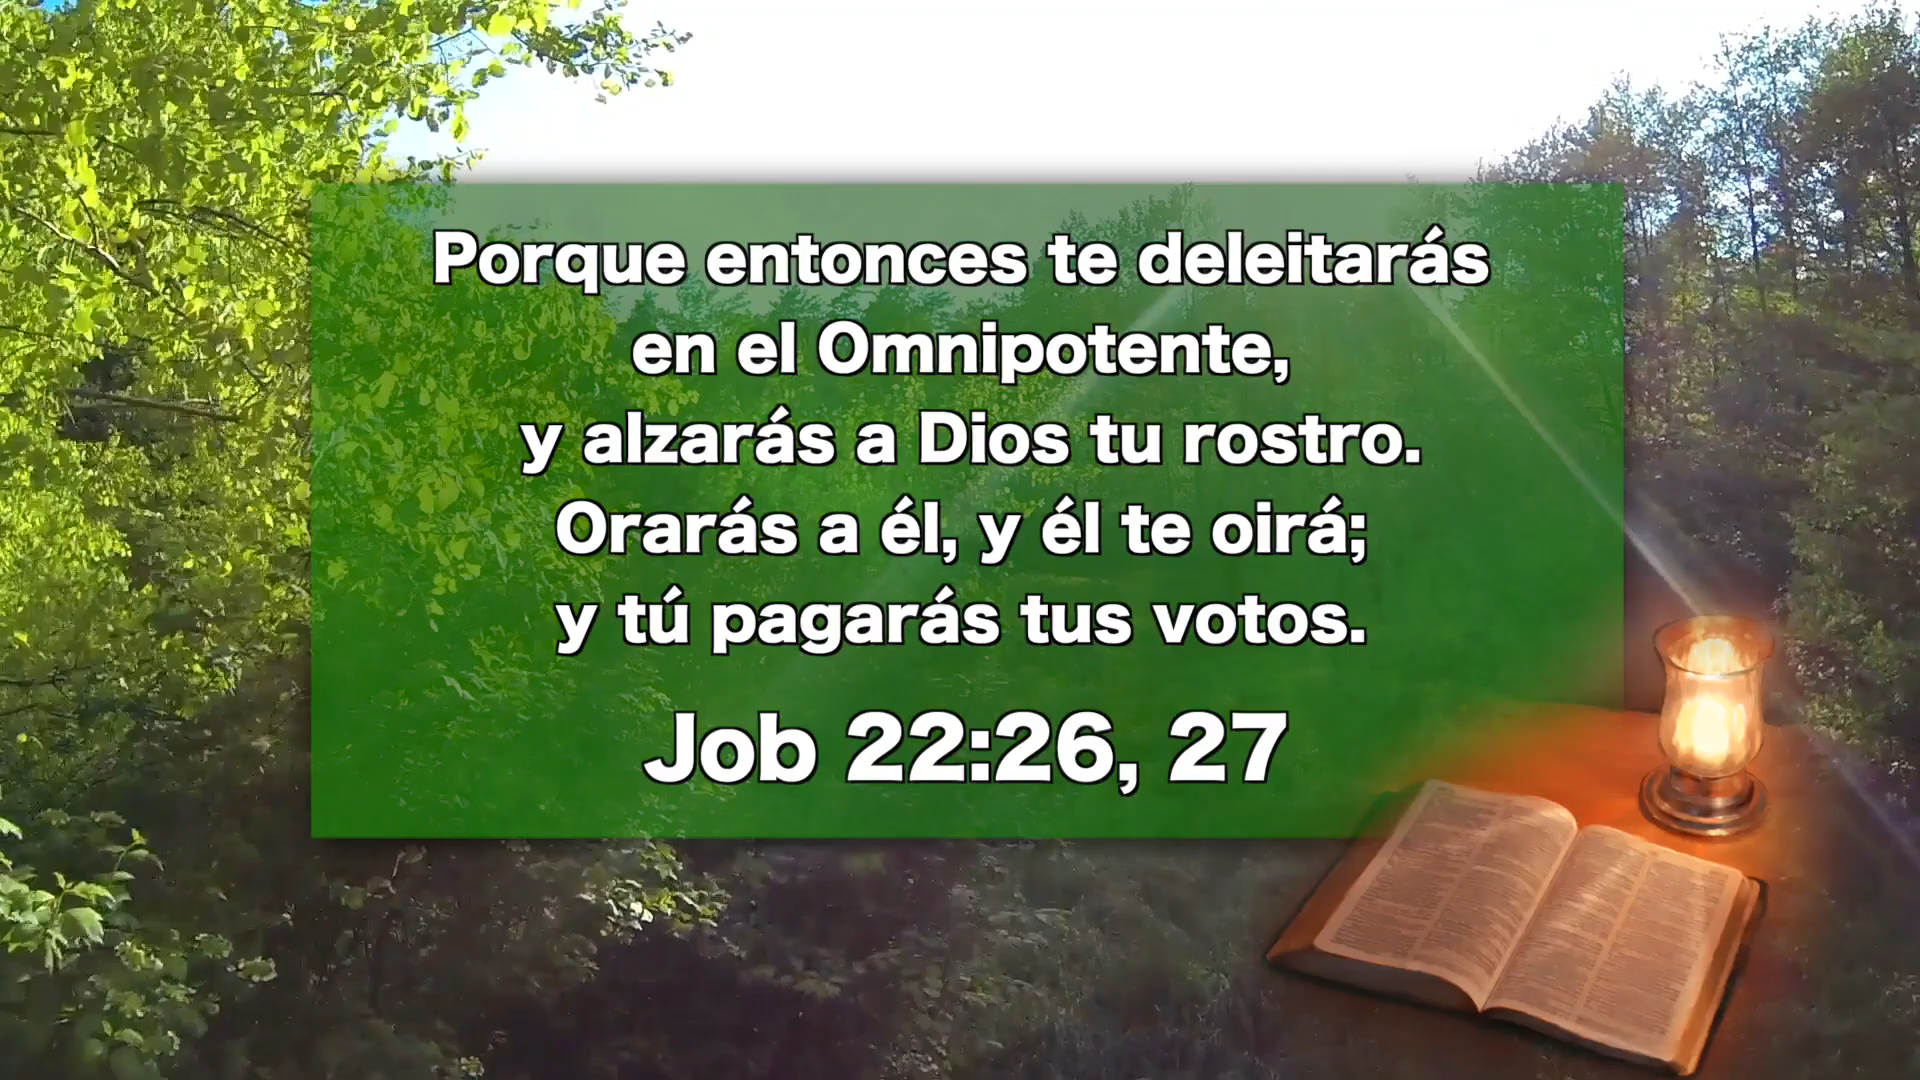 Porque entonces te deleitarás
en el Omnipotente,
y alzarás a Dios tu rostro.
Orarás a él, y él te oirá;
y tú pagarás tus votos.
Job 22:26, 27